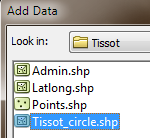 Add Data
Look in: Tissot
Admin.shp
Latlong.shp
Points.shp
Tissot_circle.shp